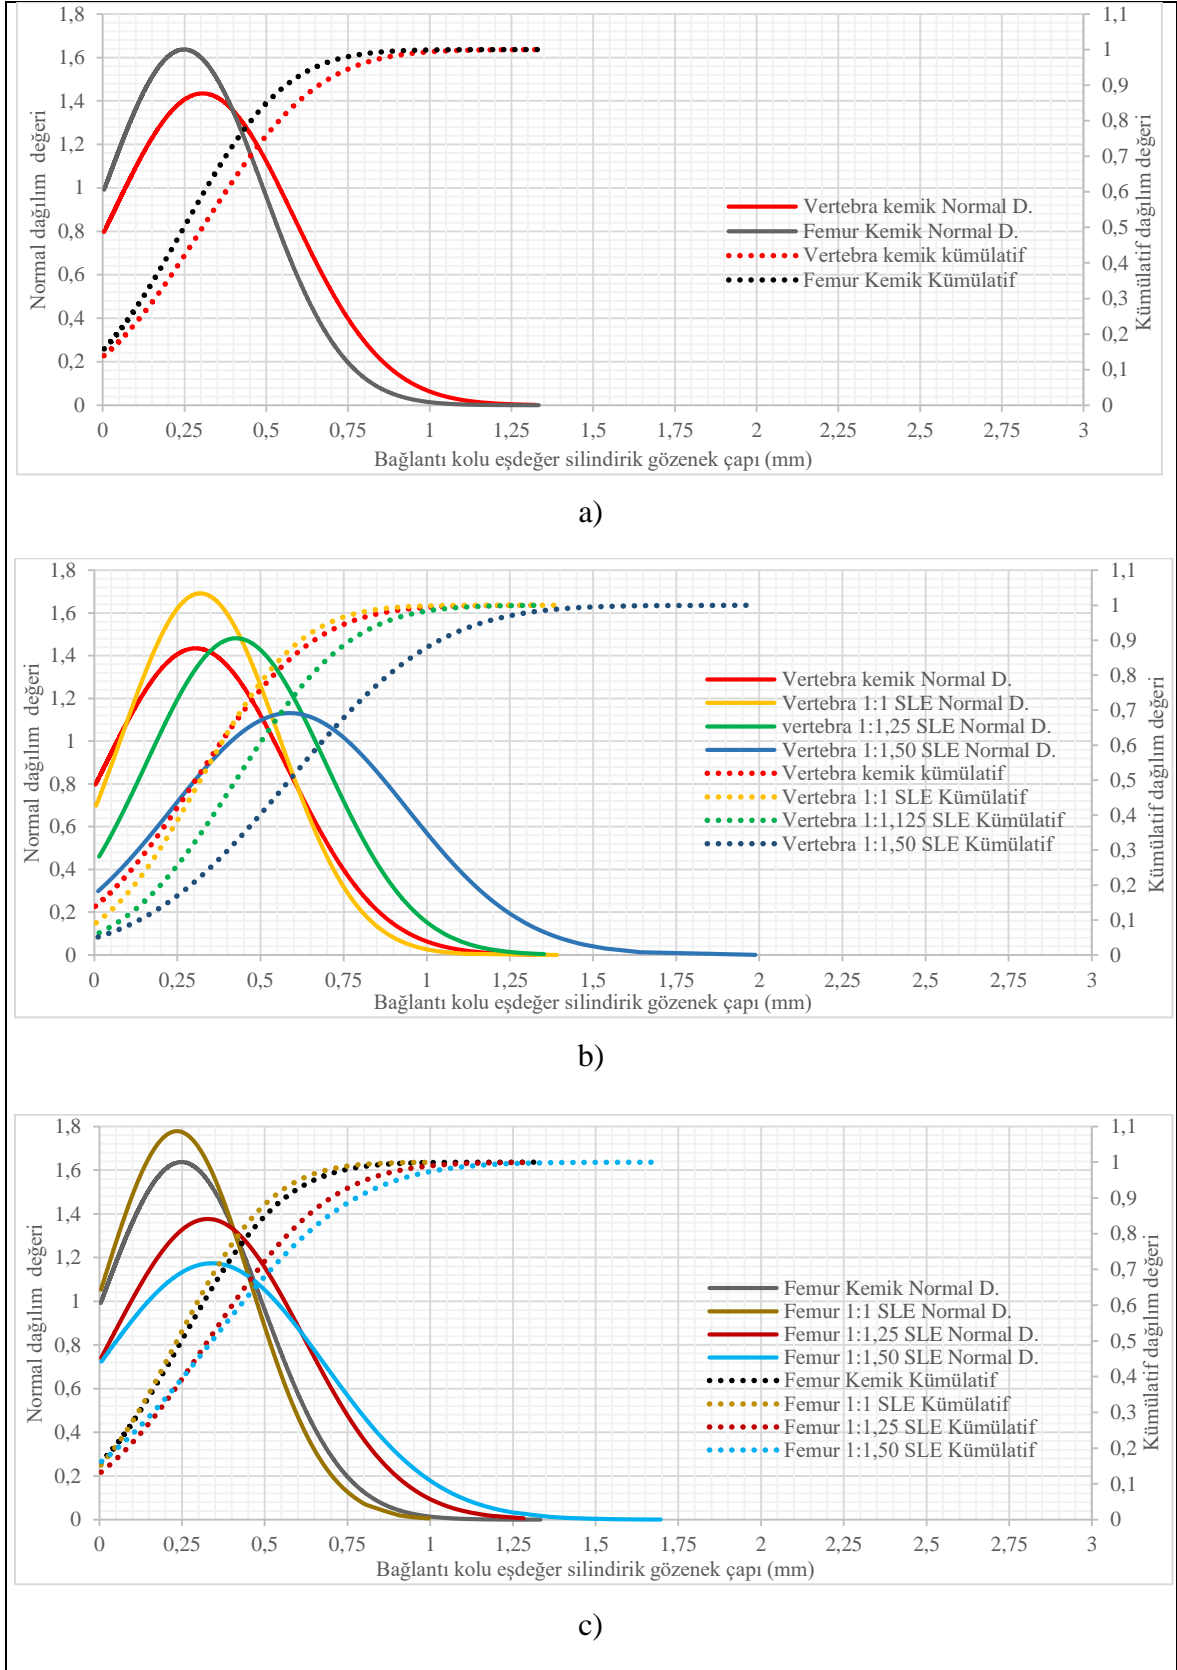 1,8
1,6
1,4
1,2
1
0,8
0,6
0,4
0,2
0
Normal dağılım değeri
1,1
1
0,9
0,8
0,7
0,6
0,5
0,4
0,3
0,2
0,1
0
Kümülatif dağılım değeri
Vertebra kemik Normal D.
Femur Kemik Normal D.
Vertebra kemik kümülatif
Femur Kemik Kümülatif
0 0,25 0,5 0,75 1 1,25 1,5 1,75 2 2,25 2,5 2,75 3
Bağlantı kolu eşdeğer silindirik gözenek çapı (mm)
a)
1,8
1,6
1,4
1,2
1
0,8
0,6
0,4
0,2
0
Normal dağılım değeri
1,1
1
0,9
0,8
0,7
0,6
0,5
0,4
0,3
0,2
0,1
0
Kümülatif dağılım değeri
Vertebra kemik Normal D.
Vertebra 1:1 SLE Normal D.
vertebra 1:1,25 SLE Normal D.
Vertebra 1:1,50 SLE Normal D.
Vertebra kemik kümülatif
Vertebra 1:1 SLE Kümülatif
Vertebra 1:1,125 SLE Kümülatif
Vertebra 1:1,50 SLE Kümülatif
0 0,25 0,5 0,75 1 1,25 1,5 1,75 2 2,25 2,5 2,75 3
Bağlantı kolu eşdeğer silindirik gözenek çapı (mm)
b)
1,8
1,6
1,4
1,2
1
0,8
0,6
0,4
0,2
0
Normal dağılım değeri
1,1
1
0,9
0,8
0,7
0,6
0,5
0,4
0,3
0,2
0,1
0
Kümülatif dağılım değeri
Femur Kemik Normal D.
Femur 1:1 SLE Normal D.
Femur 1:1,25 SLE Normal D.
Femur 1:1,50 SLE Normal D.
Femur Kemik Kümülatif
Femur 1:1 SLE Kümülatif
Femur 1:1,25 SLE Kümülatif
Femur 1:1,50 SLE Kümülatif
0 0,25 0,5 0,75 1 1,25 1,5 1,75 2 2,25 2,5 2,75 3
Bağlantı kolu eşdeğer silindirik gözenek çapı (mm)
c)